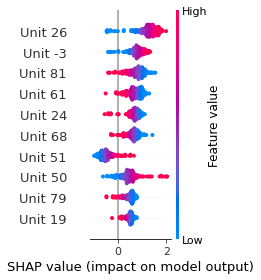 High
Unit 26
Unit -3
Unit 81
Unit 61
Unit 24
Unit 68
Unit 51
Unit 50
Unit 79
Unit 19
Feature value
Low
0
2
SHAP value (impact on model output)